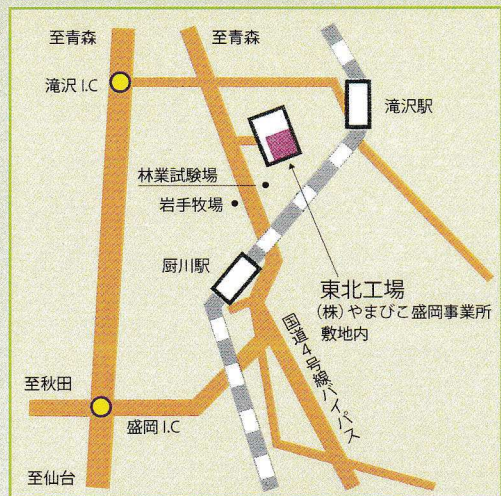 至青森
至青森
滝沢 I.C
滝沢駅
林業試験場
岩手牧場
厨川駅
東北工場
(株)やまびこ盛岡事業所
敷地内
国道4号線バイパス
至秋田
盛岡 I.C
至仙台